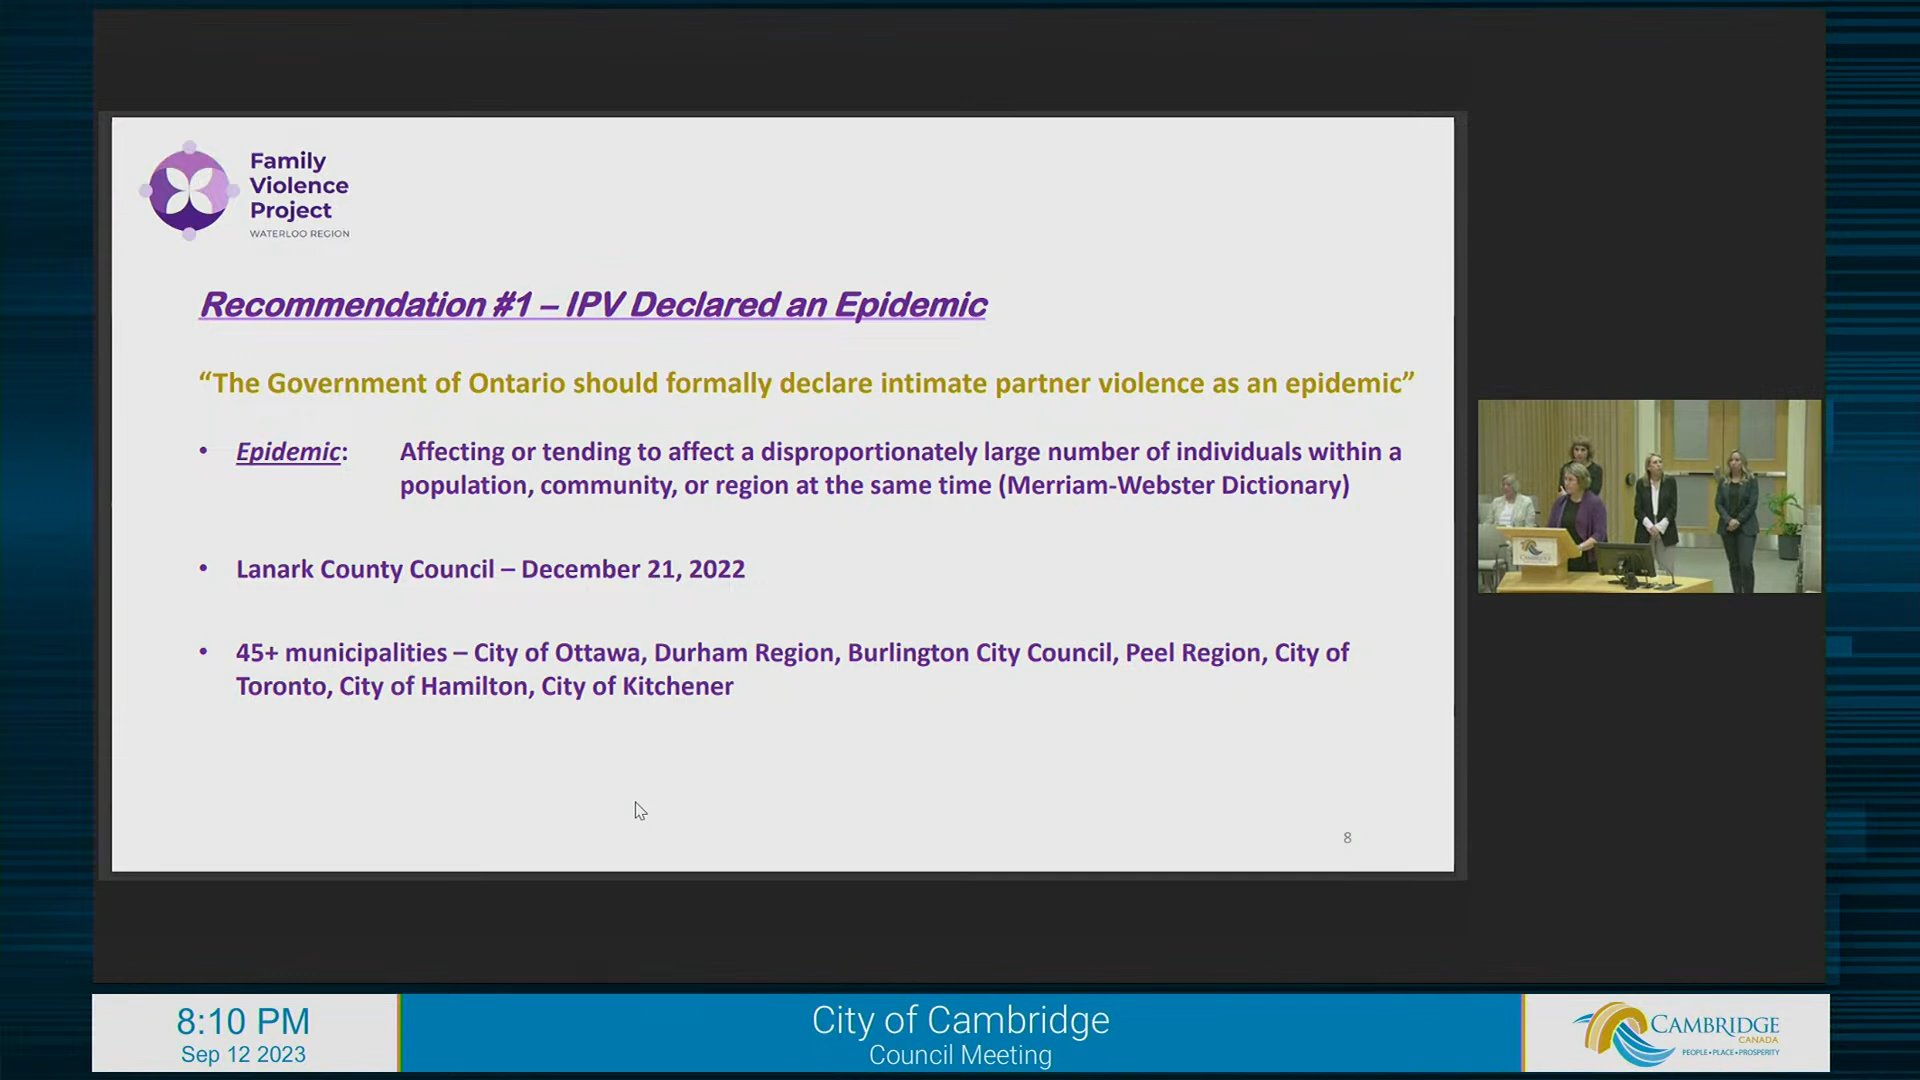 Family
Violence
Project
WATERLOO REGION
Recommendation #1 – IPV Declared an Epidemic
“The Government of Ontario should formally declare intimate partner violence as an epidemic”
• Epidemic: Affecting or tending to affect a disproportionately large number of individuals within a
population, community, or region at the same time (Merriam-Webster Dictionary)
• Lanark County Council – December 21, 2022
• 45+ municipalities – City of Ottawa, Durham Region, Burlington City Council, Peel Region, City of
Toronto, City of Hamilton, City of Kitchener
8
CAMBRIDGE
8:10 PM
Sep 12 2023
City of Cambridge
Council Meeting
CAMBRIDGE
CANADA
PEOPLE • PLACE • PROSPERITY